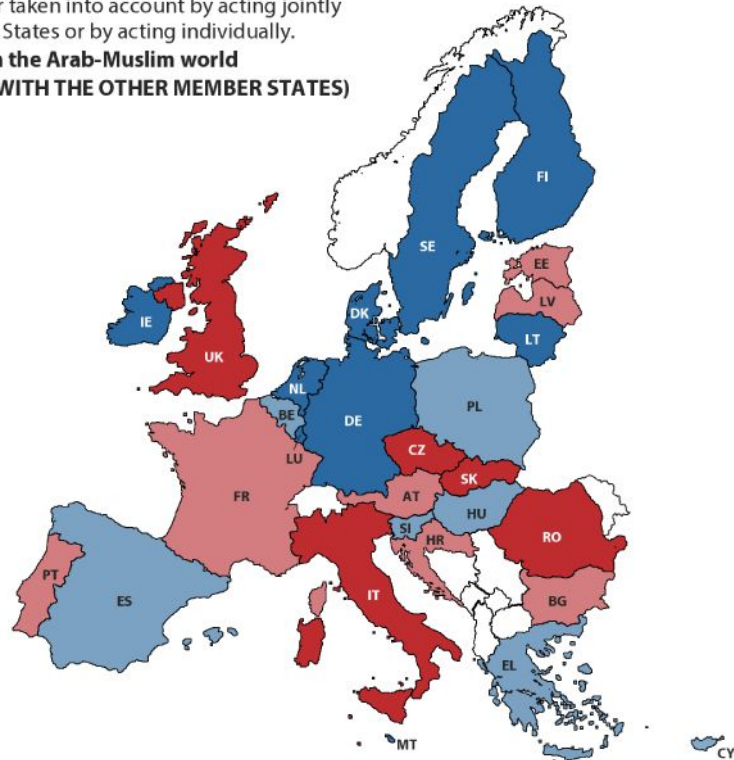 r taken into account by acting jointly
States or by acting individually.
the Arab-Muslim world
WITH THE OTHER MEMBER STATES)
FI
SE
EE
LV
DK
LT
IE
UK
NL
PL
BE
DE
CZ
LU
SK
AT
FR
HU
SI
HR
RO
PT
IT
ES
BG
EL
MT
CY